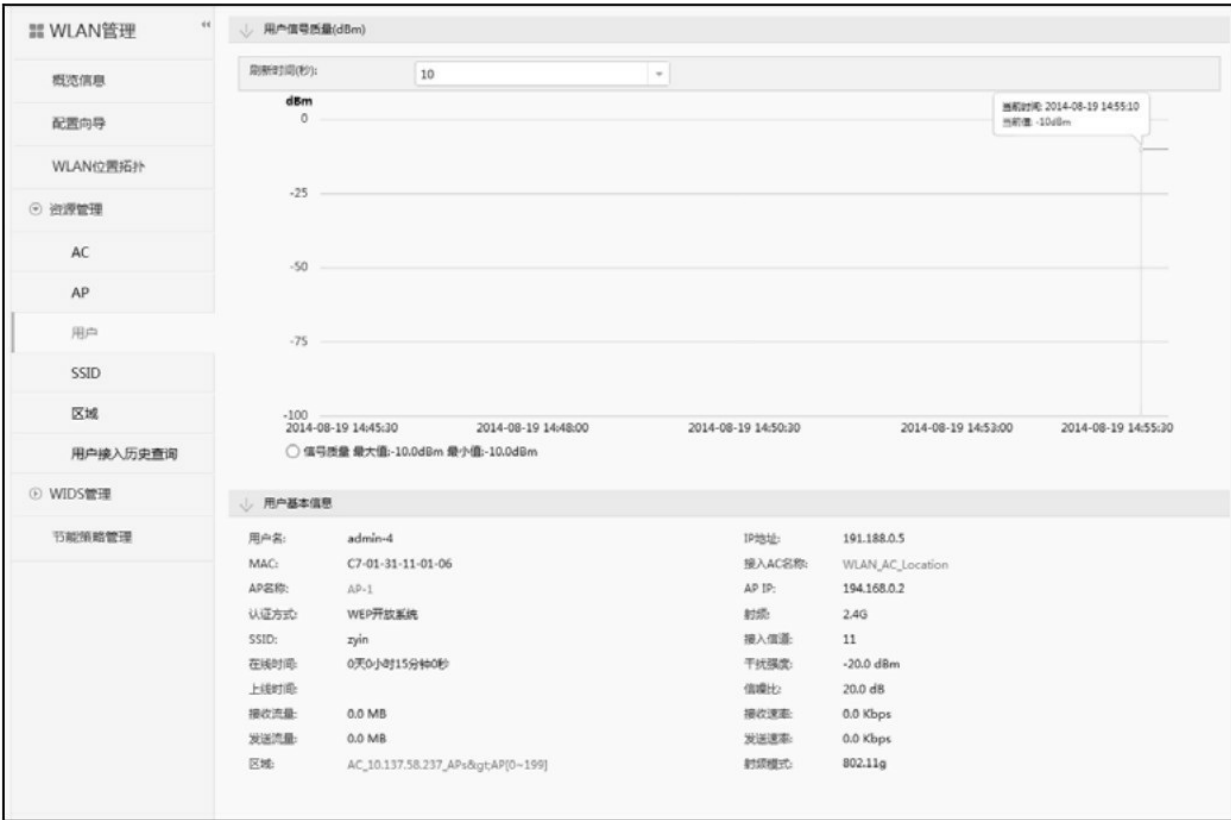 WLAN管理
概览信息
配置向导
WLAN位置拓扑
资源管理
AC
AP
用户
SSID
区域
用户接入历史查询
WIDS管理
节能策略管理
用户信号质量(dBm)
刷新时间(秒): 10
dBm
当前时间: 2014-08-19 14:55:10
当前值: -10dBm
0
-25
-50
-75
-100
2014-08-19 14:45:30 2014-08-19 14:48:00 2014-08-19 14:50:30 2014-08-19 14:53:00 2014-08-19 14:55:30
信号质量 最大值:-10.0dBm 最小值:-10.0dBm
用户基本信息
用户名: admin-4 IP地址: 191.188.0.5
MAC: C7-01-31-11-01-06 接入AC名称: WLAN_AC_Location
AP名称: AP-1 AP IP: 194.168.0.2
认证方式: WEP开放系统 射频: 2.4G
SSID: zyin 接入信道: 11
在线时间: 0天0小时15分钟0秒 干扰强度: -20.0 dBm
上线时间: 信噪比: 20.0 dB
接收流量: 0.0 MB 接收速率: 0.0 Kbps
发送流量: 0.0 MB 发送速率: 0.0 Kbps
区域: AC_10.137.58.237_APs&gt;AP[0~199] 射频模式: 802.11g